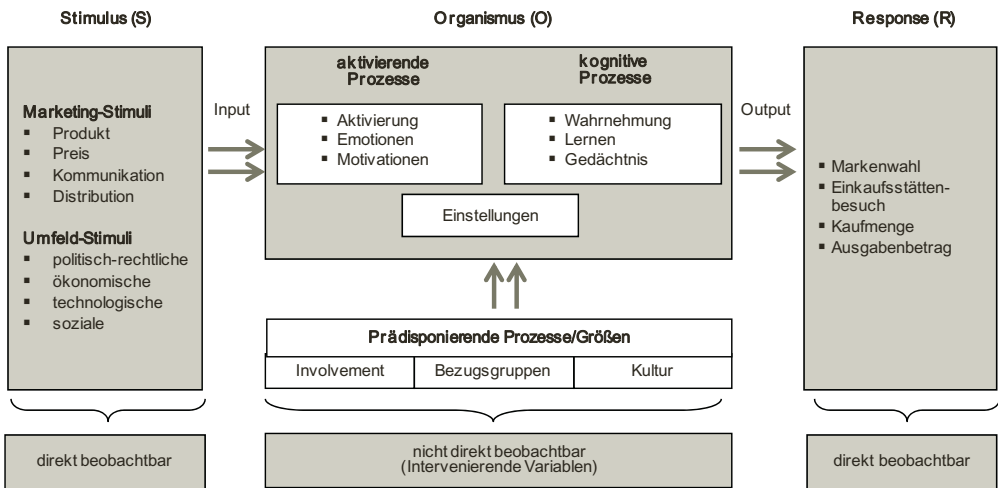 Stimulus (S)
Organismus (O)
Response (R)
Marketing-Stimuli
▪ Produkt
▪ Preis
▪ Kommunikation
▪ Distribution
Umfeld-Stimuli
▪ politisch-rechtliche
▪ ökonomische
▪ technologische
▪ soziale
Input
aktivierende
Prozesse
▪ Aktivierung
▪ Emotionen
▪ Motivationen
kognitive
Prozesse
▪ Wahrnehmung
▪ Lernen
▪ Gedächtnis
Einstellungen
Output
▪ Markenwahl
▪ Einkaufsstätten-
besuch
▪ Kaufmenge
▪ Ausgabenbetrag
Prädisponierende Prozesse/Größen
Involvement
Bezugsgruppen
Kultur
direkt beobachtbar
nicht direkt beobachtbar
(Intervenierende Variablen)
direkt beobachtbar